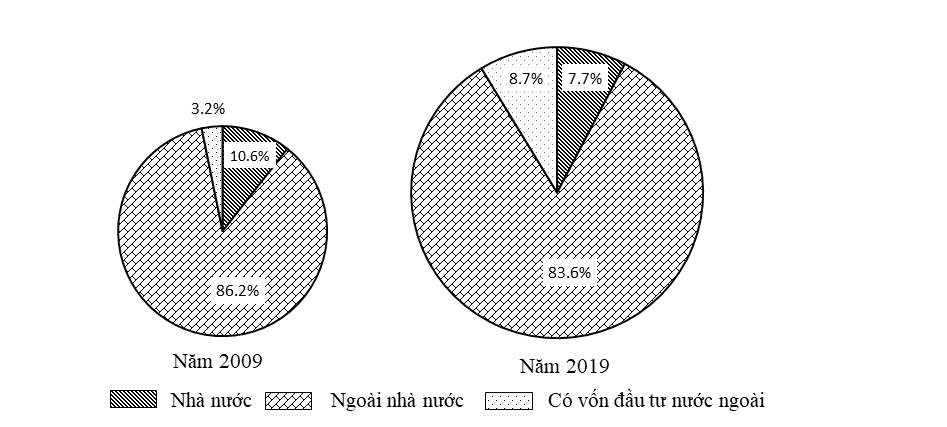 8.7%
7.7%
3.2%
10.6%
83.6%
86.2%
Năm 2009
Năm 2019
Nhà nước
Ngoài nhà nước
Có vốn đầu tư nước ngoài